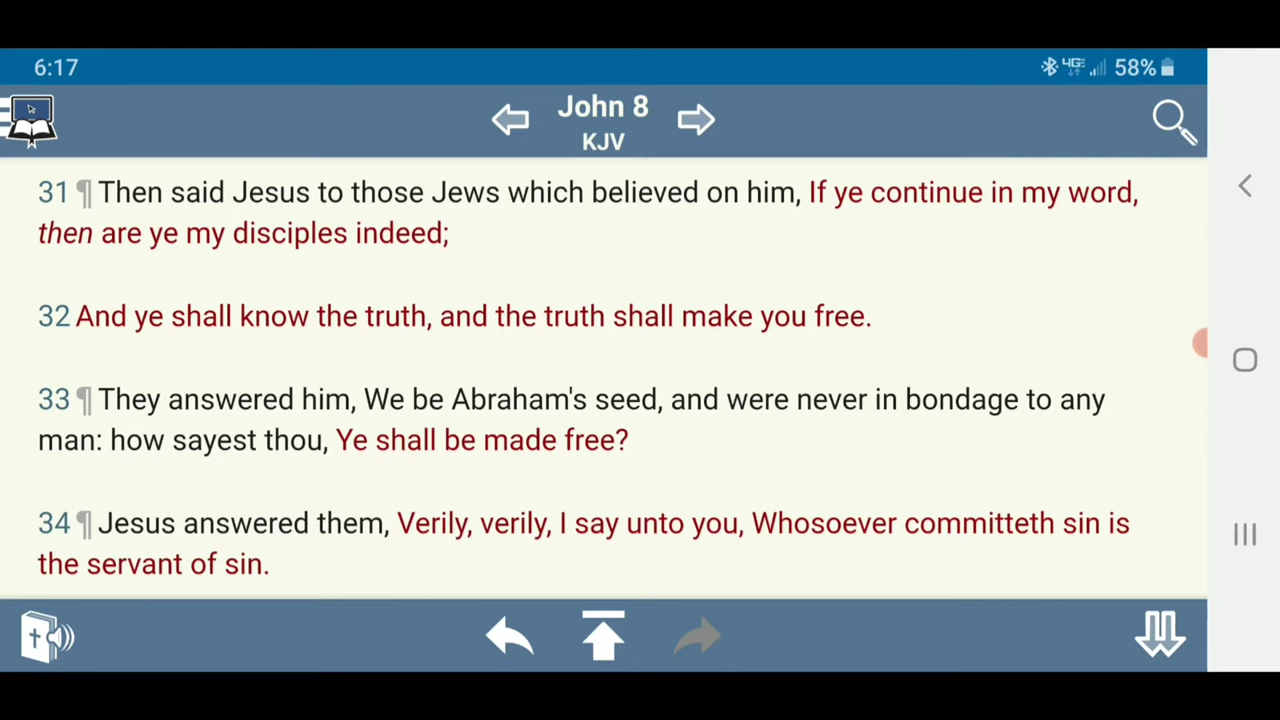 6:17
4G 58%
John 8
KJV
31 ¶ Then said Jesus to those Jews which believed on him, If ye continue in my word,
then are ye my disciples indeed;
32 And ye shall know the truth, and the truth shall make you free.
33 ¶ They answered him, We be Abraham's seed, and were never in bondage to any
man: how sayest thou, Ye shall be made free?
34 ¶ Jesus answered them, Verily, verily, I say unto you, Whosoever committeth sin is
the servant of sin.